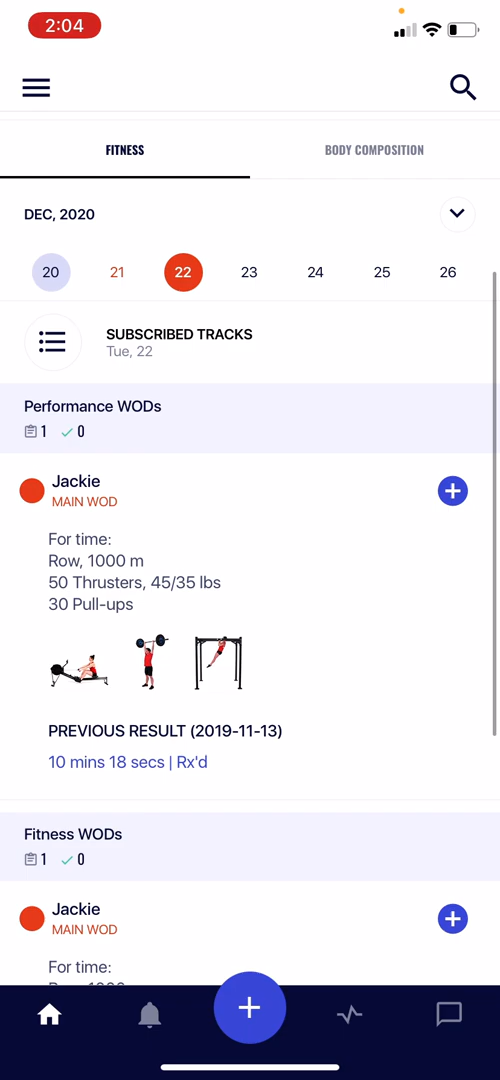 2:04
FITNESS
BODY COMPOSITION
DEC, 2020
20 21 22 23 24 25 26
SUBSCRIBED TRACKS
Tue, 22
Performance WODs
1 0
Jackie
MAIN WOD
For time:
Row, 1000 m
50 Thrusters, 45/35 lbs
30 Pull-ups
PREVIOUS RESULT (2019-11-13)
10 mins 18 secs | Rx'd
Fitness WODs
1 0
Jackie
MAIN WOD
For time: